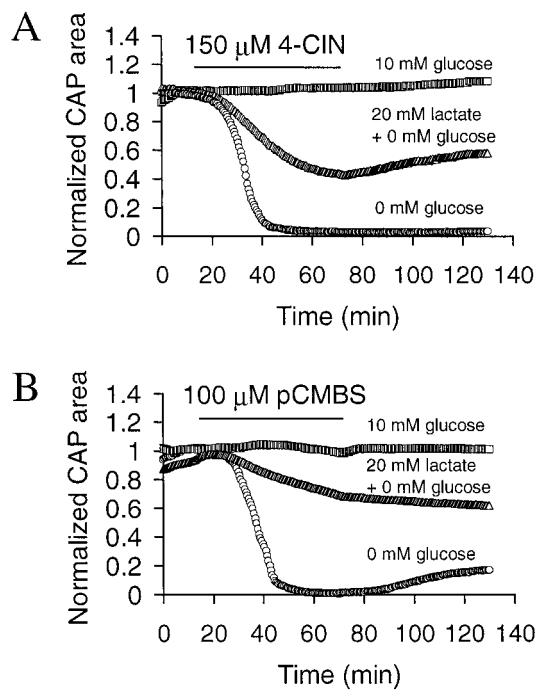 A
150 µM 4-CIN
Normalized CAP area
1.4
1.2
1
0.8
0.6
0.4
0.2
0
10 mM glucose
20 mM lactate
+ 0 mM glucose
0 mM glucose
0 20 40 60 80 100 120 140
Time (min)
B
100 µM pCMBS
Normalized CAP area
1.4
1.2
1
0.8
0.6
0.4
0.2
0
10 mM glucose
20 mM lactate
+ 0 mM glucose
0 mM glucose
0 20 40 60 80 100 120 140
Time (min)